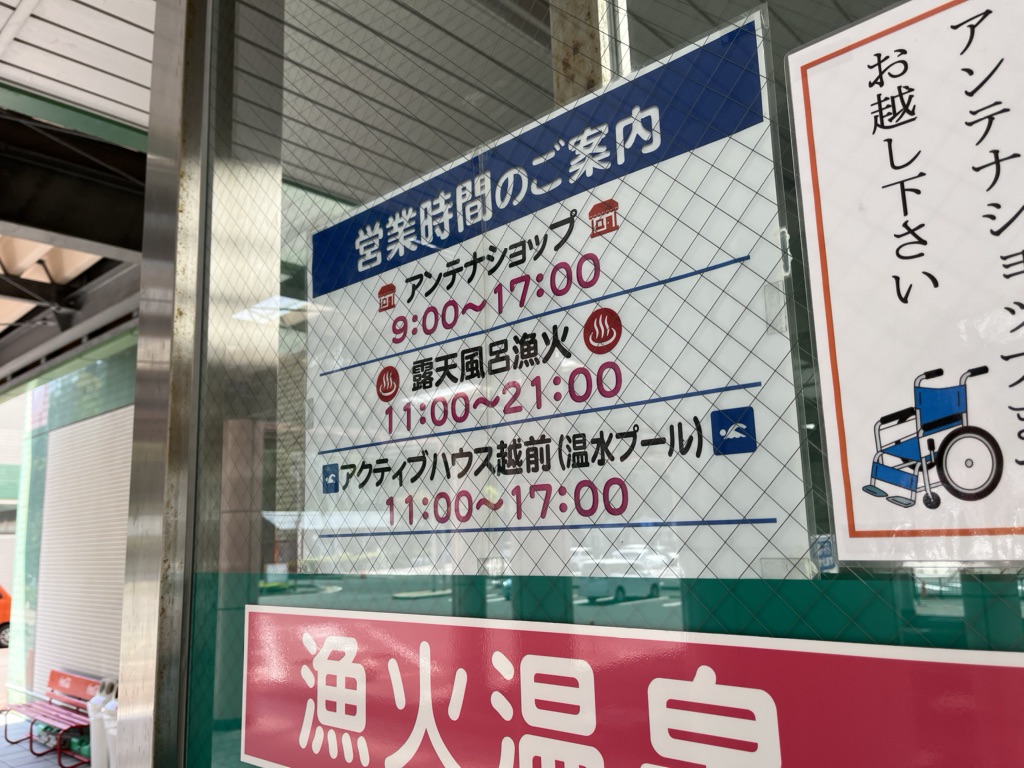 営業時間のご案内
アンテナショップ
9:00～17:00
露天風呂漁火
11:00～21:00
アクティブハウス越前(温水プール)
11:00～17:00
アンテナショップ
お越し下さい
漁火温泉